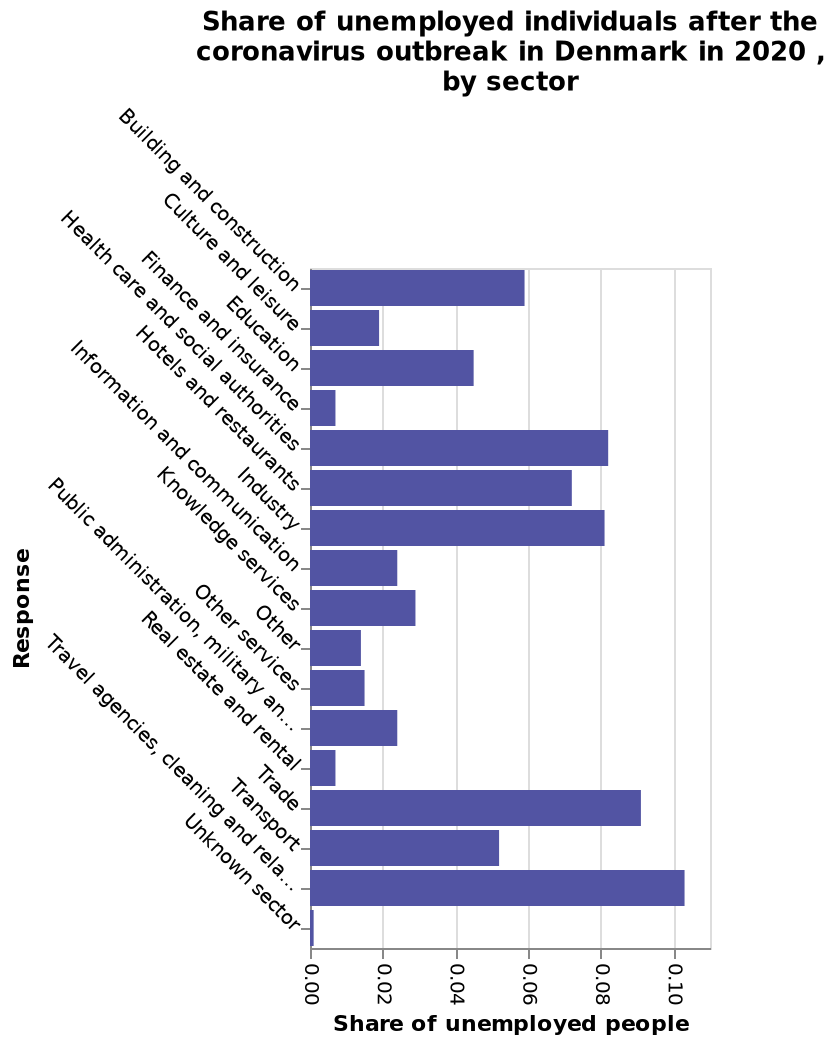 Share of unemployed individuals after the
coronavirus outbreak in Denmark in 2020 ,
by sector
Building and construction
Culture and leisure
Education
Finance and insurance
Health care and social authorities
Hotels and restaurants
Industry
Information and communication
Knowledge services
Other
Other services
Public administration, military an…
Real estate and rental
Trade
Transport
Travel agencies, cleaning and rela…
Unknown sector
Response
0.00
0.02
0.04
0.06
0.08
0.10
Share of unemployed people